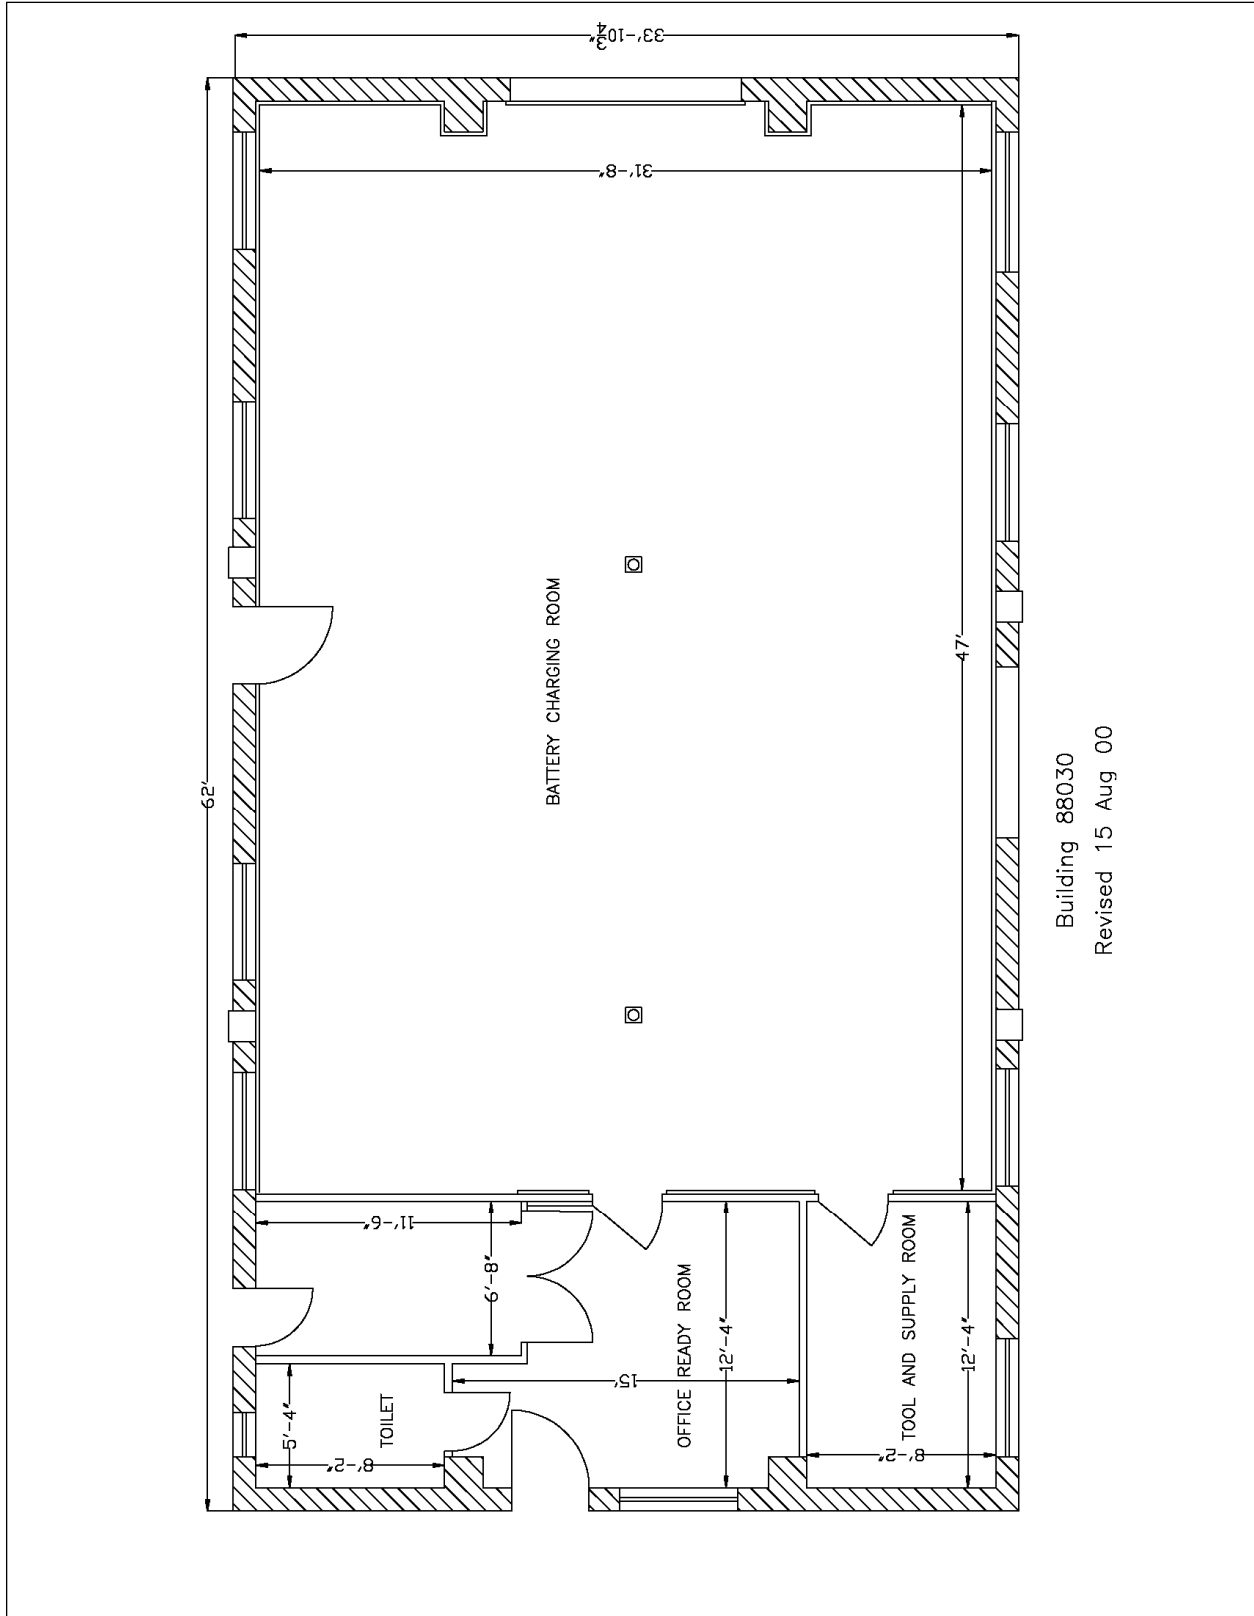 33'-10 3/4"
62'
31'-8"
47'
BATTERY CHARGING ROOM
11'-6"
6'-8"
5'-4"
TOILET
8'-2"
15'
OFFICE READY ROOM
12'-4"
TOOL AND SUPPLY ROOM
8'-2"
12'-4"
Building 88030
Revised 15 Aug 00